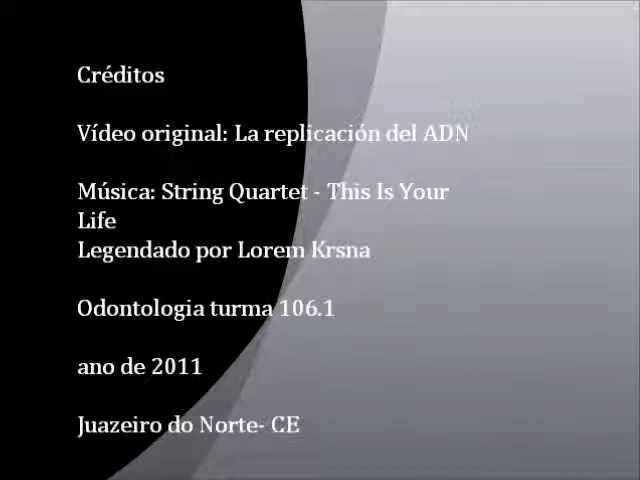 Créditos
Vídeo original: La replicación del ADN
Música: String Quartet - This Is Your
Life
Legendado por Lorem Krsna
Odontologia turma 106.1
ano de 2011
Juazeiro do Norte- CE